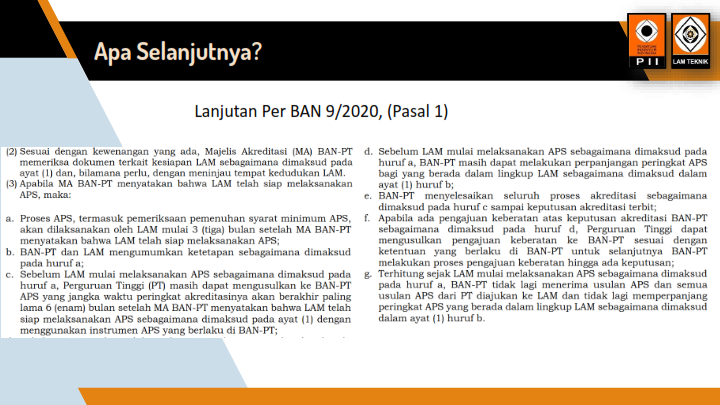 Apa Selanjutnya?
PII
LAM TEKNIK
Lanjutan Per BAN 9/2020, (Pasal 1)
(2) Sesuai dengan kewenangan yang ada, Majelis Akreditasi (MA) BAN-PT
memeriksa dokumen terkait kesiapan LAM sebagaimana dimaksud pada
ayat (1) dan, bilamana perlu, dengan meninjau tempat kedudukan LAM.
(3) Apabila MA BAN-PT menyatakan bahwa LAM telah siap melaksanakan
APS, maka:
a. Proses APS, termasuk pemeriksaan pemenuhan syarat minimum APS,
akan dilaksanakan oleh LAM mulai 3 (tiga) bulan setelah MA BAN-PT
menyatakan bahwa LAM telah siap melaksanakan APS;
b. BAN-PT dan LAM mengumumkan ketetapan sebagaimana dimaksud
pada huruf a;
c. Sebelum LAM mulai melaksanakan APS sebagaimana dimaksud pada
huruf a, Perguruan Tinggi (PT) masih dapat mengusulkan ke BAN-PT
APS yang jangka waktu peringkat akreditasinya akan berakhir paling
lama 6 (enam) bulan setelah MA BAN-PT menyatakan bahwa LAM telah
siap melaksanakan APS sebagaimana dimaksud pada ayat (1) dengan
menggunakan instrumen APS yang berlaku di BAN-PT;
d. Sebelum LAM mulai melaksanakan APS sebagaimana dimaksud pada
huruf a, BAN-PT masih dapat melakukan perpanjangan peringkat APS
bagi yang berada dalam lingkup LAM sebagaimana dimaksud dalam
ayat (1) huruf b;
e. BAN-PT menyelesaikan seluruh proses akreditasi sebagaimana
dimaksud pada huruf c sampai keputusan akreditasi terbit;
f. Apabila ada pengajuan keberatan atas keputusan akreditasi BAN-PT
sebagaimana dimaksud pada huruf d, Perguruan Tinggi dapat
mengusulkan pengajuan keberatan ke BAN-PT sesuai dengan
ketentuan yang berlaku di BAN-PT untuk selanjutnya BAN-PT
melakukan proses pengajuan keberatan hingga ada keputusan;
g. Terhitung sejak LAM mulai melaksanakan APS sebagaimana dimaksud
pada huruf a, BAN-PT tidak lagi menerima usulan APS dan semua
usulan APS dari PT diajukan ke LAM dan tidak lagi memperpanjang
peringkat APS yang berada dalam lingkup LAM sebagaimana dimaksud
dalam ayat (1) huruf b.